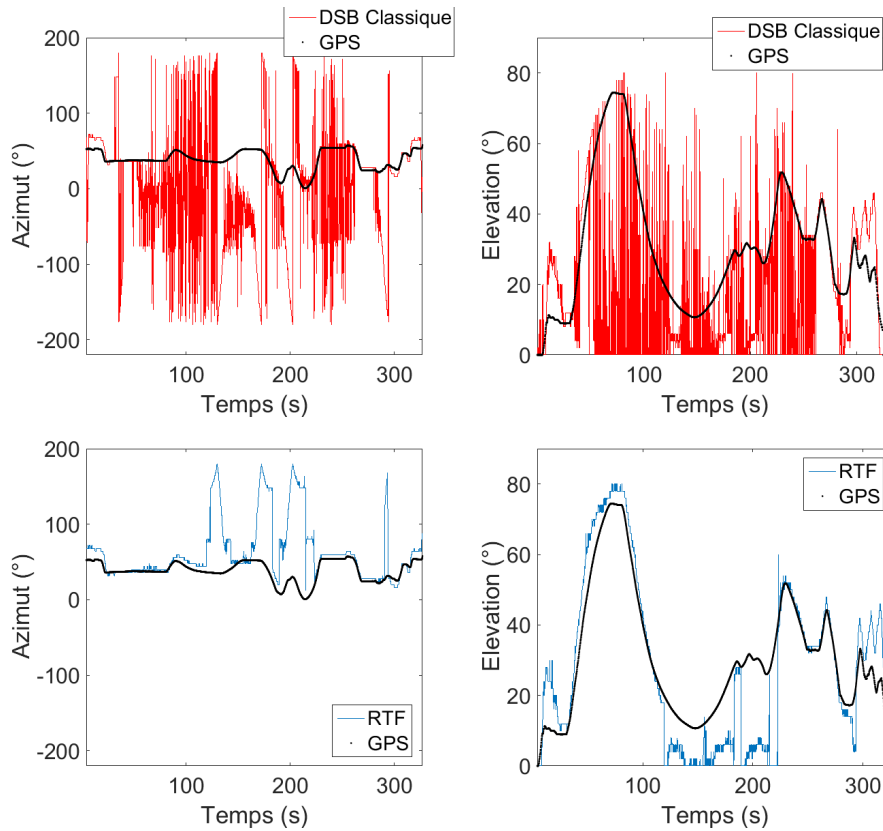 DSB Classique
GPS
200
100
0
-100
-200
Azimut (°)
100
200
300
Temps (s)
DSB Classique
GPS
80
60
40
20
0
Elevation (°)
100
200
300
Temps (s)
200
100
0
-100
-200
Azimut (°)
RTF
GPS
100
200
300
Temps (s)
RTF
GPS
80
60
40
20
0
Elevation (°)
100
200
300
Temps (s)